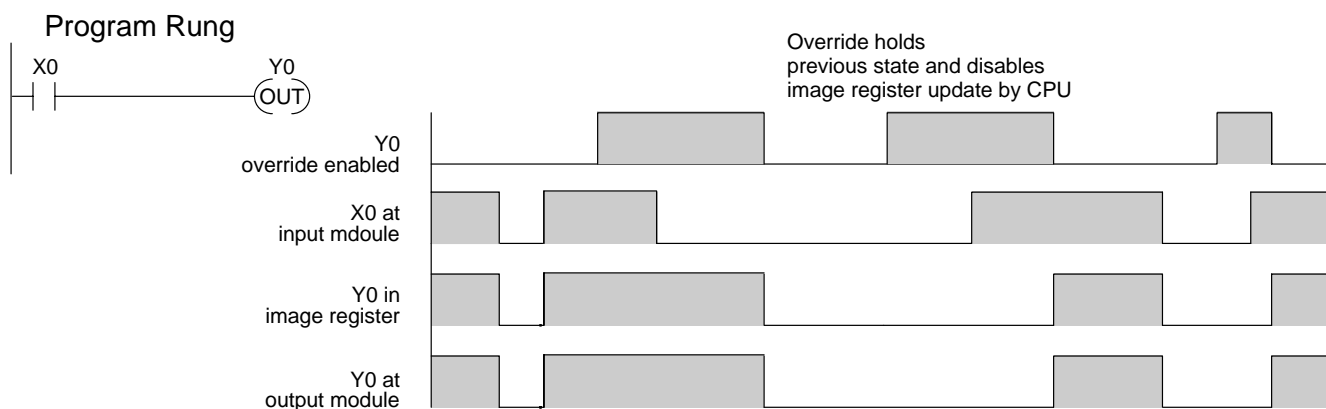 Program Rung
X0
Y0
OUT
Override holds
previous state and disables
image register update by CPU
Y0
override enabled
X0 at
input mdoule
Y0 in
image register
Y0 at
output module